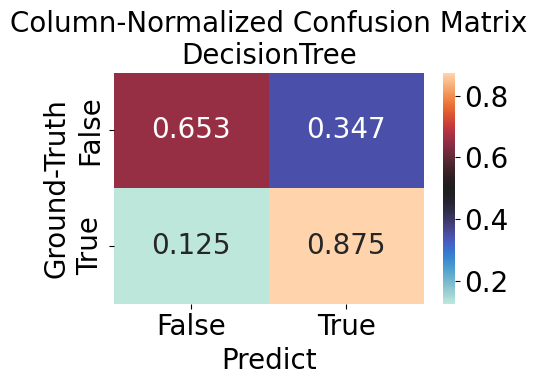 Column-Normalized Confusion Matrix
DecisionTree
Ground-Truth
False
True
0.653 0.347
0.125 0.875
False True
Predict
0.8
0.6
0.4
0.2